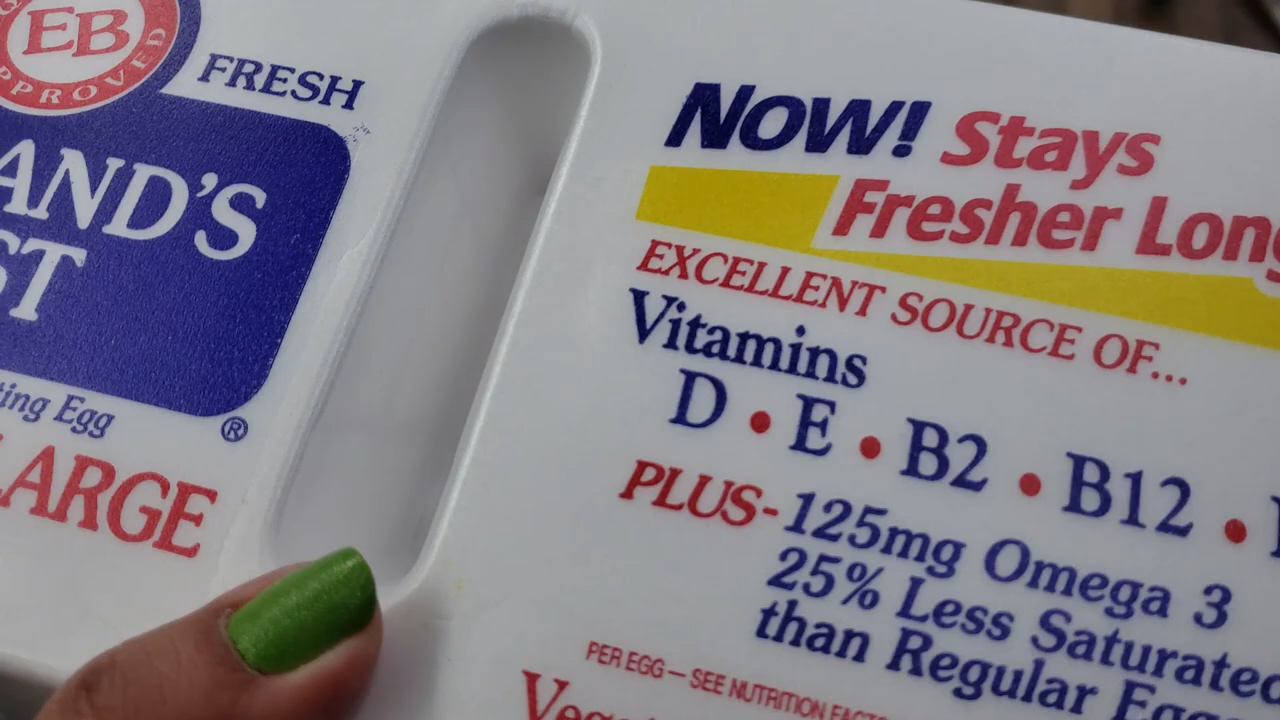 EB
FRESH
AND'S
ST
ting Egg
®
LARGE
NOW! Stays
Fresher Long
EXCELLENT SOURCE OF...
Vitamins
D • E • B2 • B12 •
PLUS- 125mg Omega 3
25% Less Saturated
than Regular Egg
PER EGG — SEE NUTRITION FACTS
Veget